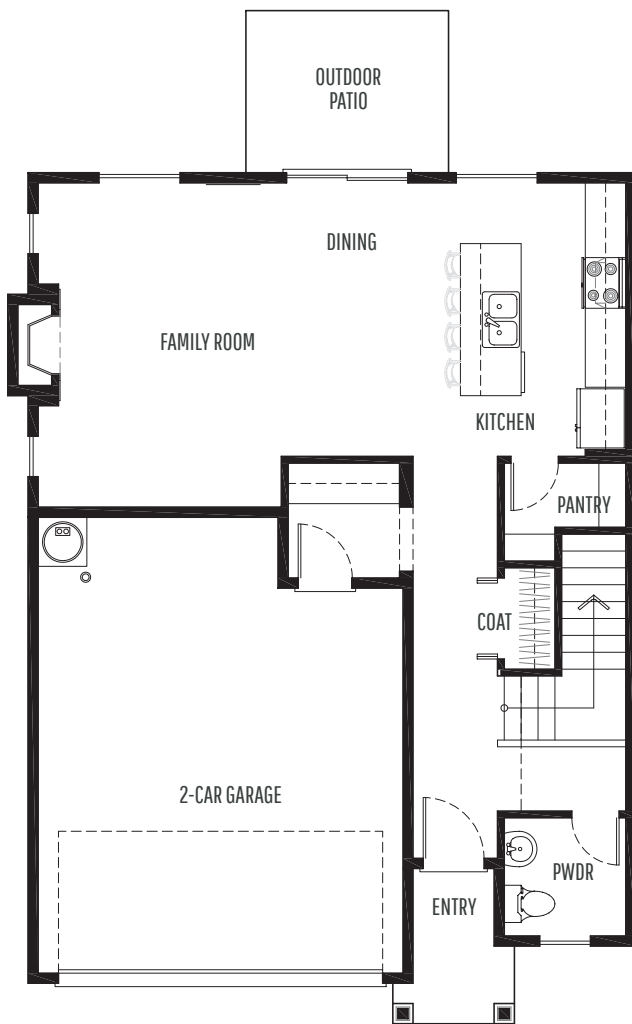 OUTDOOR
PATIO
DINING
FAMILY ROOM
KITCHEN
PANTRY
COAT
2-CAR GARAGE
PWDR
ENTRY